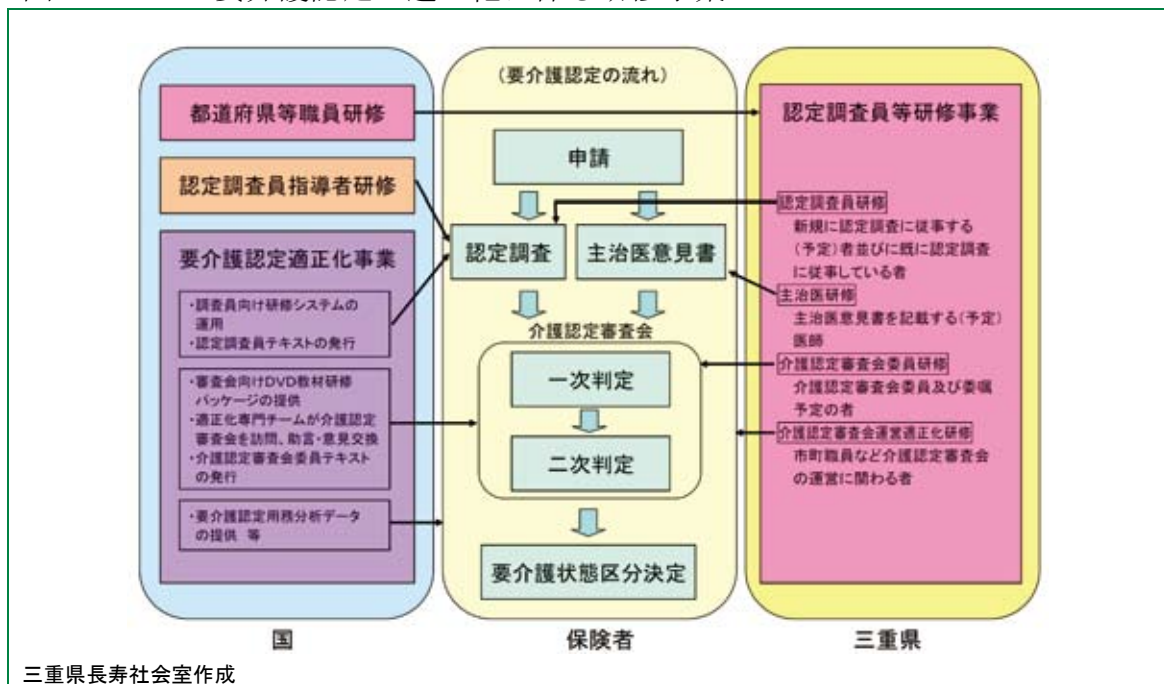 都道府県等職員研修
認定調査員指導者研修
要介護認定適正化事業
・調査員向け研修システムの
運用
・認定調査員テキストの発行
・審査会向けDVD教材研修
パッケージの提供
・適正化専門チームが介護認定
審査会を訪問、助言・意見交換
・介護認定審査会委員テキスト
の発行
・要介護認定用務分析データ
の提供 等
国
(要介護認定の流れ)
申請
認定調査
主治医意見書
介護認定審査会
一次判定
二次判定
要介護状態区分決定
保険者
認定調査員等研修事業
認定調査員研修
新規に認定調査に従事する
(予定)者並びに既に認定調査
に従事している者
主治医研修
主治医意見書を記載する(予定)
医師
介護認定審査会委員研修
介護認定審査会委員及び委嘱
予定の者
介護認定審査会運営適正化研修
市町職員など介護認定審査会
の運営に関わる者
三重県
三重県長寿社会室作成